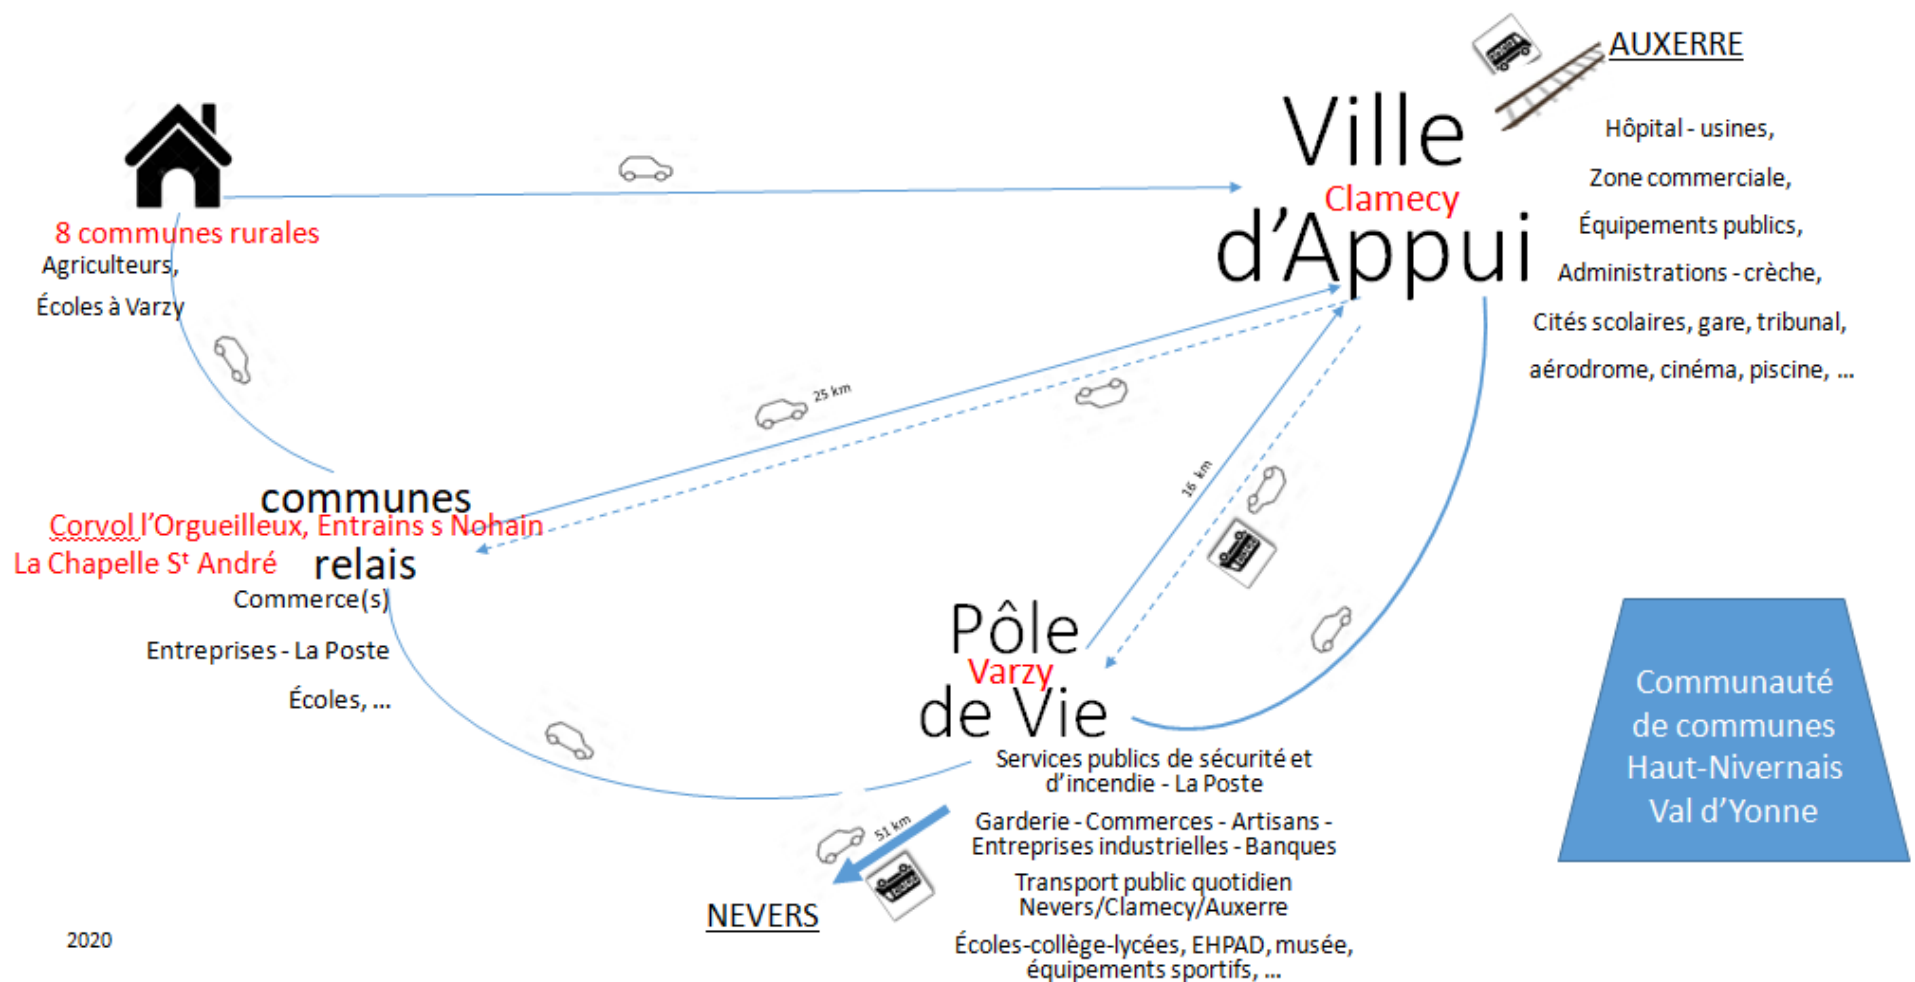 AUXERRE
Ville
Clamecy
d’Appui
Hôpital - usines,
Zone commerciale,
Équipements publics,
Administrations - crèche,
Cités scolaires, gare, tribunal,
aérodrome, cinéma, piscine, ...
8 communes rurales
Agriculteurs,
Écoles à Varzy
25 km
16 km
communes
Corvol l’Orgueilleux, Entrains s Nohain
La Chapelle Sᵗ André
relais
Commerce(s)
Entreprises - La Poste
Écoles, ...
Pôle
Varzy
de Vie
Services publics de sécurité et
d’incendie - La Poste
Garderie - Commerces - Artisans -
Entreprises industrielles - Banques
Transport public quotidien
Nevers/Clamecy/Auxerre
Écoles-collège-lycées, EHPAD, musée,
équipements sportifs, ...
51 km
NEVERS
Communauté
de communes
Haut-Nivernais
Val d’Yonne
2020